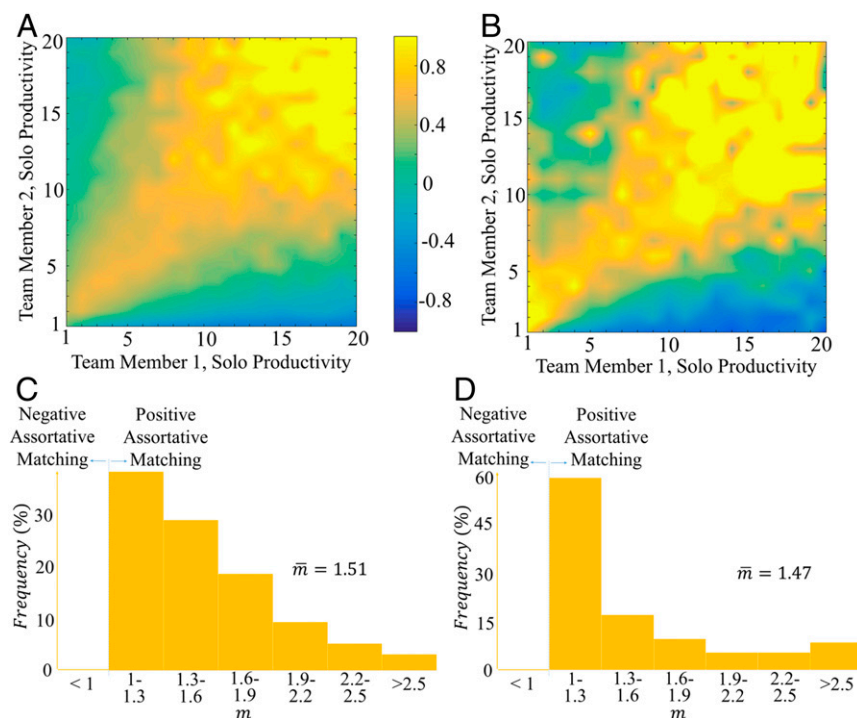 A
B
Team Member 2, Solo Productivity
20
15
10
5
1
1
5
10
15
20
Team Member 1, Solo Productivity
0.8
0.4
0
-0.4
-0.8
Team Member 2, Solo Productivity
20
15
10
5
1
1
5
10
15
20
Team Member 1, Solo Productivity
C
D
Negative
Assortative
Matching
Positive
Assortative
Matching
Frequency (%)
30
20
10
0
m̅ = 1.51
< 1
1-
1.3
1.3-
1.6
1.6-
1.9
1.9-
2.2
2.2-
2.5
>2.5
m
Negative
Assortative
Matching
Positive
Assortative
Matching
Frequency (%)
60
45
30
15
0
m̅ = 1.47
< 1
1-
1.3
1.3-
1.6
1.6-
1.9
1.9-
2.2
2.2-
2.5
>2.5
m